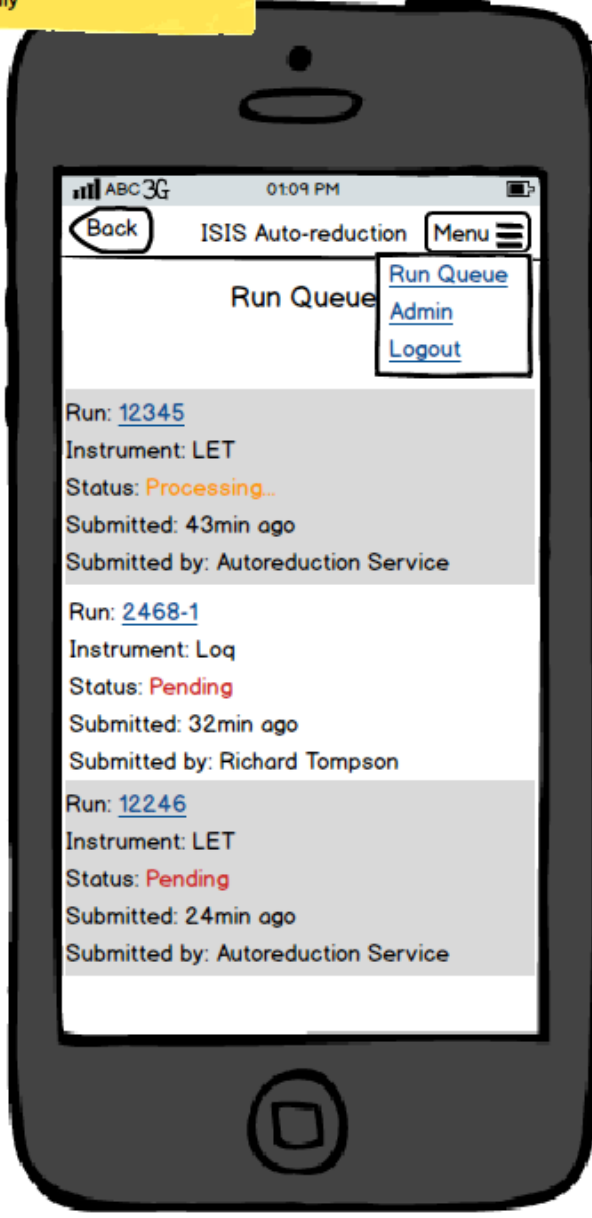 ABC 3G 01:09 PM
Back ISIS Auto-reduction Menu
Run Queue
Run Queue
Admin
Logout
Run: 12345
Instrument: LET
Status: Processing...
Submitted: 43min ago
Submitted by: Autoreduction Service
Run: 2468-1
Instrument: Loq
Status: Pending
Submitted: 32min ago
Submitted by: Richard Tompson
Run: 12246
Instrument: LET
Status: Pending
Submitted: 24min ago
Submitted by: Autoreduction Service